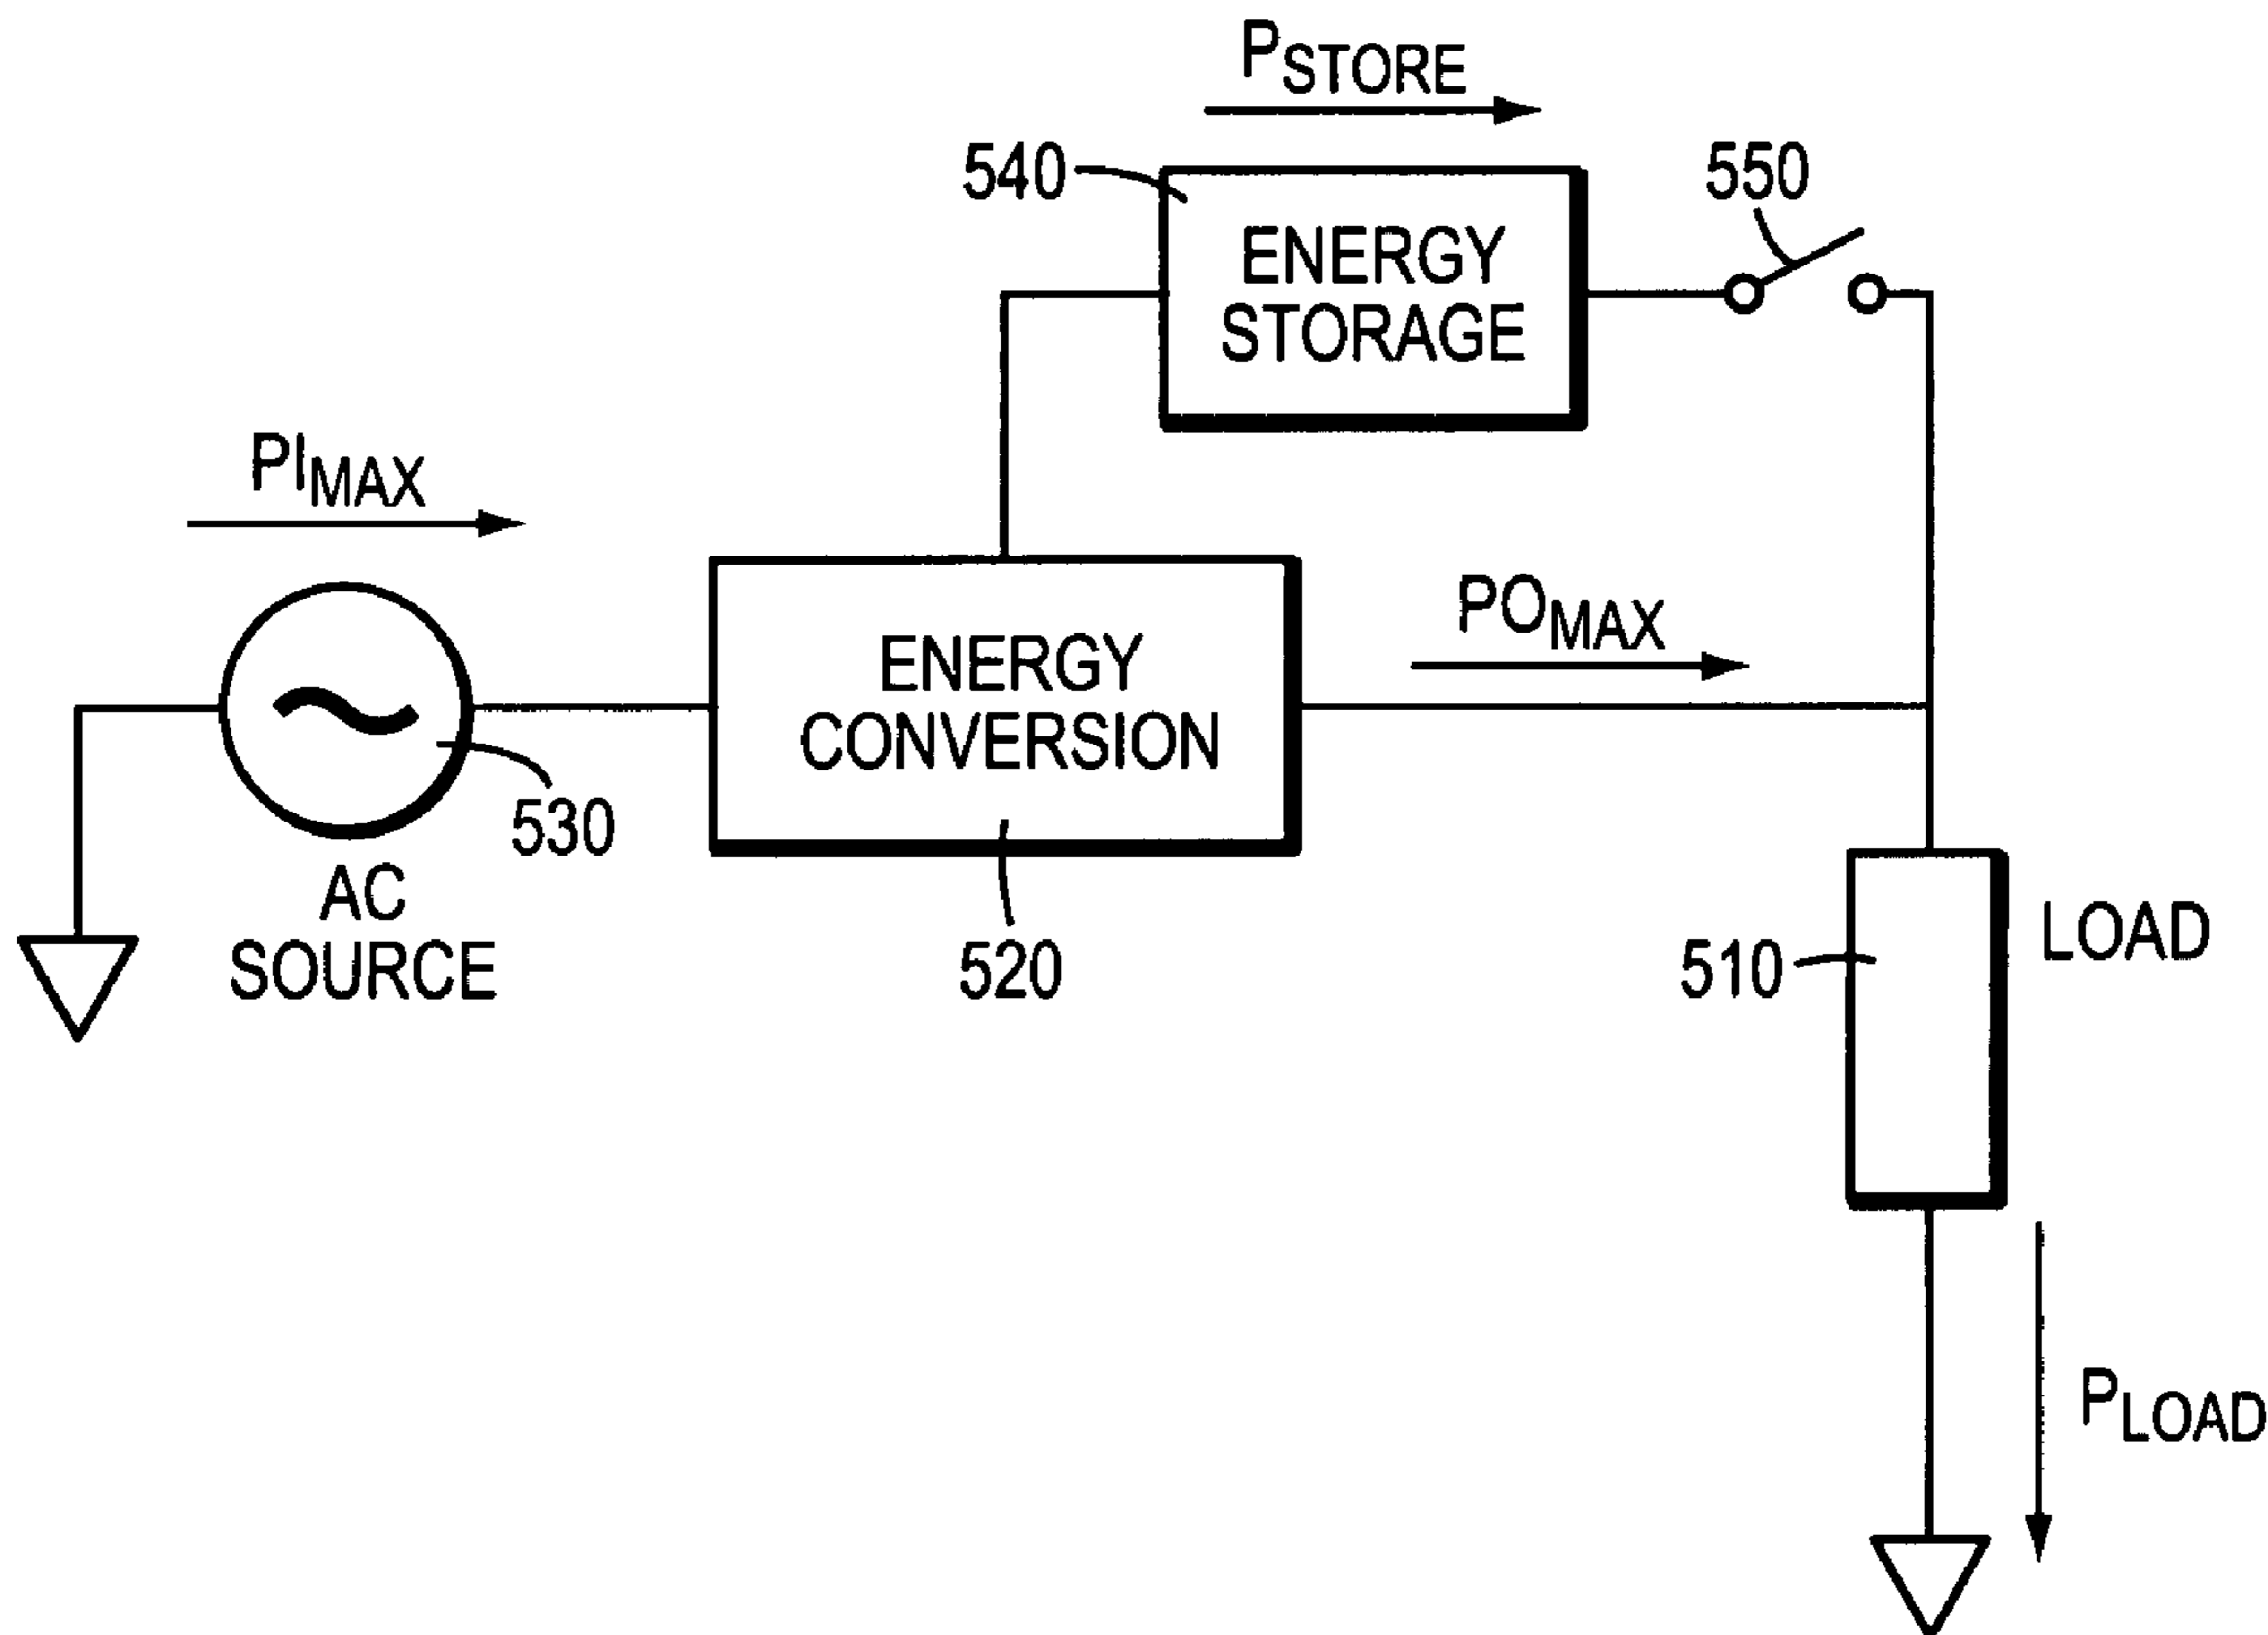 PSTORE
540
550
ENERGY
STORAGE
PIMAX
ENERGY
CONVERSION
POMAX
530
AC
SOURCE
520
510
LOAD
PLOAD